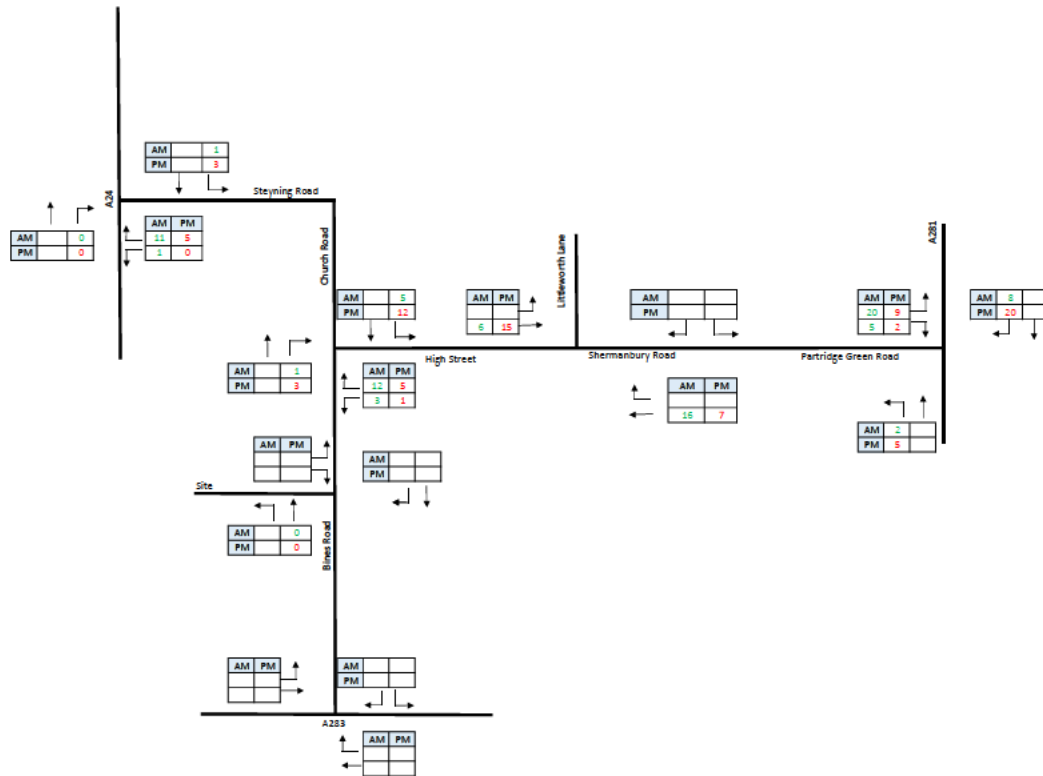 AM 1
PM 3
Steyning Road
A24
AM 0
PM 0
AM PM
11 5
1 0
Church Road
Littleworth Lane
A281
AM 5
PM 12
AM PM
6 15
AM
PM
AM PM
20 9
5 2
AM 8
PM 20
High Street
Shermanbury Road
Partridge Green Road
AM 1
PM 3
AM PM
12 5
3 1
AM PM
16 7
AM 2
PM 5
AM PM
AM
PM
Site
AM 0
PM 0
Bines Road
AM PM
AM
PM
A283
AM PM